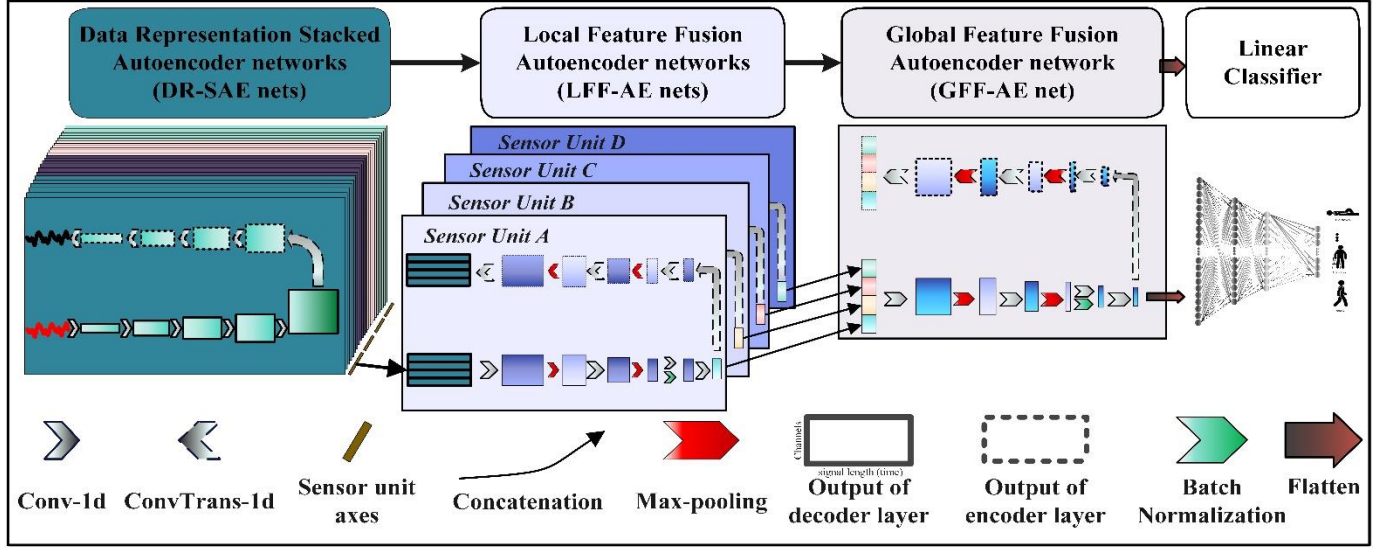 Data Representation Stacked
Autoencoder networks
(DR-SAE nets)
Local Feature Fusion
Autoencoder networks
(LFF-AE nets)
Global Feature Fusion
Autoencoder network
(GFF-AE net)
Linear
Classifier
Sensor Unit D
Sensor Unit C
Sensor Unit B
Sensor Unit A
Channels
signal length (time)
Conv-1d
ConvTrans-1d
Sensor unit
axes
Concatenation
Max-pooling
Output of
decoder layer
Output of
encoder layer
Batch
Normalization
Flatten